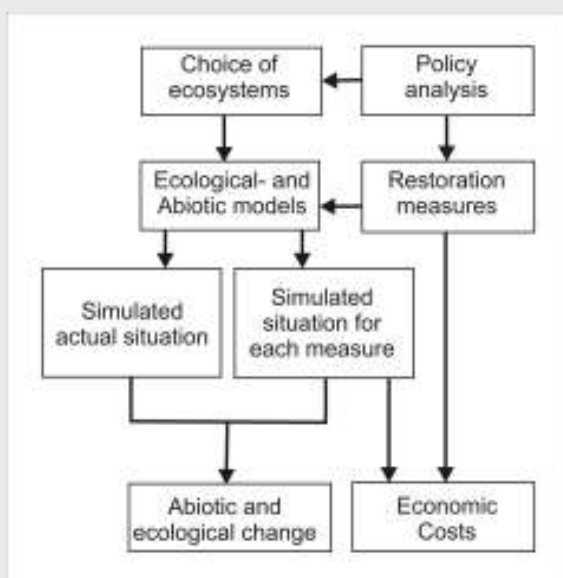 Choice of
ecosystems
Policy
analysis
Ecological- and
Abiotic models
Restoration
measures
Simulated
actual situation
Simulated
situation for
each measure
Abiotic and
ecological change
Economic
Costs